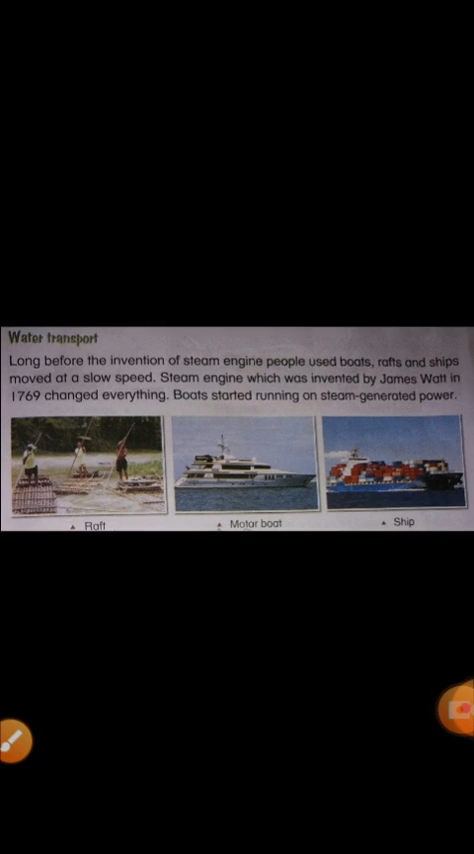 Water transport
Long before the invention of steam engine people used boats, rafts and ships
moved at a slow speed. Steam engine which was invented by James Watt in
1769 changed everything. Boats started running on steam-generated power.
▲ Raft
▲ Motor boat
▲ Ship